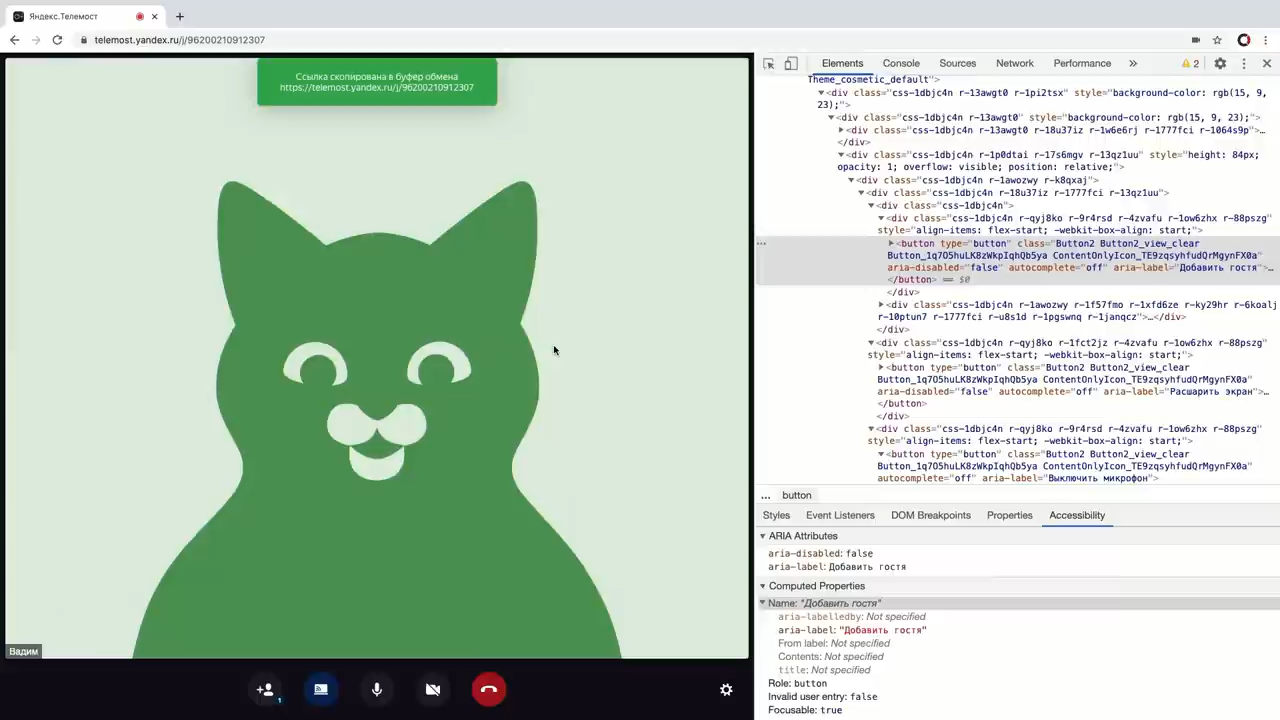 Яндекс.Телемост
telemost.yandex.ru/j/96200210912307
Ссылка скопирована в буфер обмена
https://telemost.yandex.ru/j/96200210912307
Вадим
1
Elements Console Sources Network Performance » 2
Theme_cosmetic_default">
<div class="css-1dbjc4n r-13awgt0 r-1pi2tsx" style="background-color: rgb(15, 9,
23);">
<div class="css-1dbjc4n r-13awgt0" style="background-color: rgb(15, 9, 23);">
<div class="css-1dbjc4n r-13awgt0 r-18u37iz r-1w6e6rj r-1777fci r-1064s9p">…
</div>
<div class="css-1dbjc4n r-1p0dtai r-17s6mgv r-13qz1uu" style="height: 84px;
opacity: 1; overflow: visible; position: relative;">
<div class="css-1dbjc4n r-1awozwy r-k8qxaj">
<div class="css-1dbjc4n r-18u37iz r-1777fci r-13qz1uu">
<div class="css-1dbjc4n">
<div class="css-1dbjc4n r-qyj8ko r-9r4rsd r-4zvafu r-1ow6zhx r-88pszg"
style="align-items: flex-start; -webkit-box-align: start;">
… <button type="button" class="Button2 Button2_view_clear
Button_1q7O5huLK8zWkpIqhQb5ya ContentOnlyIcon_TE9zqsyhfudQrMgynFX0a"
aria-disabled="false" autocomplete="off" aria-label="Добавить гостя">…
</button> == $0
</div>
<div class="css-1dbjc4n r-1awozwy r-1f57fmo r-1xfd6ze r-ky29hr r-6koalj
r-10ptun7 r-1777fci r-u8s1d r-1pgswnq r-1janqcz">…</div>
</div>
<div class="css-1dbjc4n r-qyj8ko r-1fct2jz r-4zvafu r-1ow6zhx r-88pszg"
style="align-items: flex-start; -webkit-box-align: start;">
<button type="button" class="Button2 Button2_view_clear
Button_1q7O5huLK8zWkpIqhQb5ya ContentOnlyIcon_TE9zqsyhfudQrMgynFX0a"
aria-disabled="false" autocomplete="off" aria-label="Расшарить экран">…
</button>
</div>
<div class="css-1dbjc4n r-qyj8ko r-9r4rsd r-4zvafu r-1ow6zhx r-88pszg"
style="align-items: flex-start; -webkit-box-align: start;">
<button type="button" class="Button2 Button2_view_clear
Button_1q7O5huLK8zWkpIqhQb5ya ContentOnlyIcon_TE9zqsyhfudQrMgynFX0a"
autocomplete="off" aria-label="Выключить микрофон">
... button
Styles Event Listeners DOM Breakpoints Properties Accessibility
ARIA Attributes
aria-disabled: false
aria-label: Добавить гостя
Computed Properties
Name: "Добавить гостя"
aria-labelledby: Not specified
aria-label: "Добавить гостя"
From label: Not specified
Contents: Not specified
title: Not specified
Role: button
Invalid user entry: false
Focusable: true